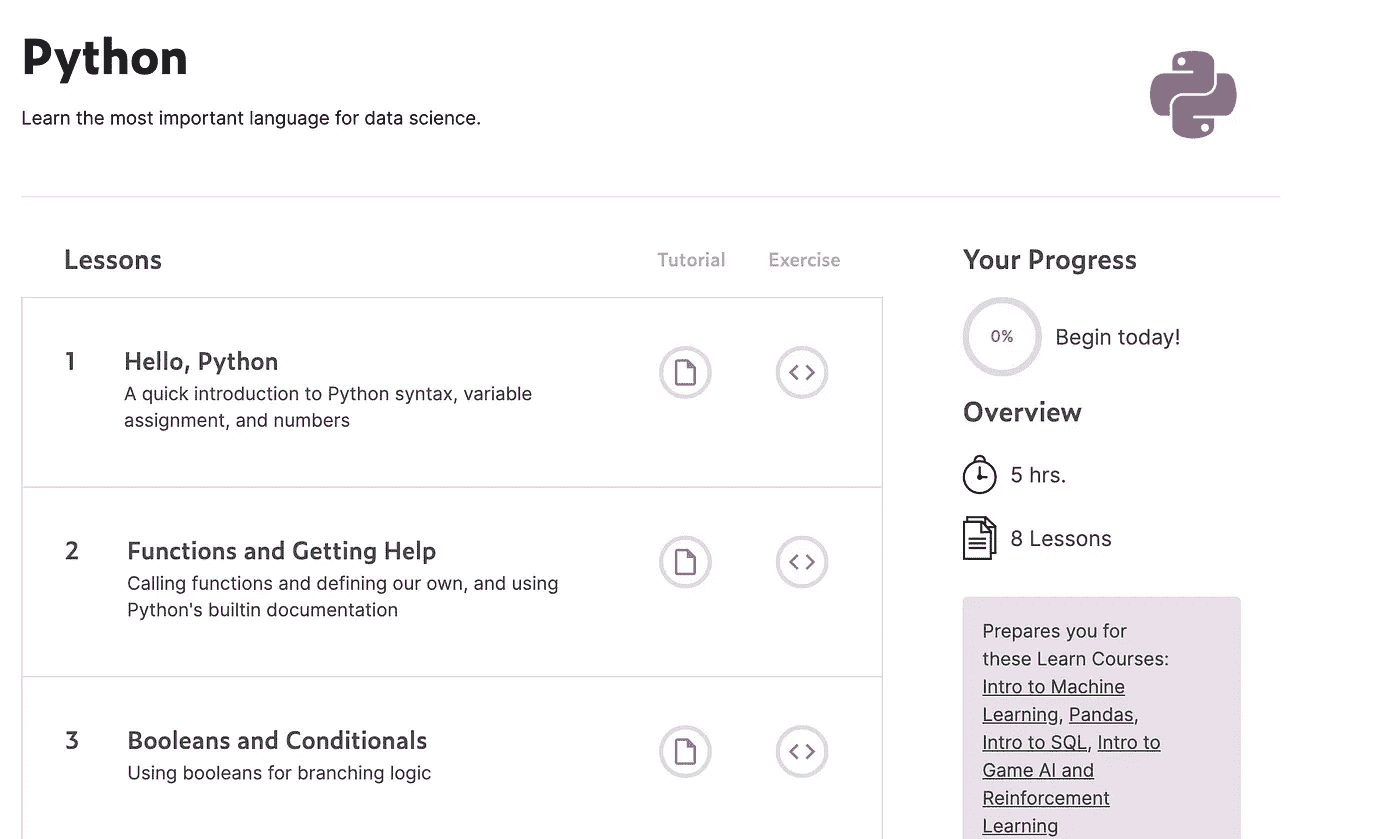 Python
Learn the most important language for data science.
Lessons
Tutorial
Exercise
1
Hello, Python
A quick introduction to Python syntax, variable
assignment, and numbers
2
Functions and Getting Help
Calling functions and defining our own, and using
Python's builtin documentation
3
Booleans and Conditionals
Using booleans for branching logic
Your Progress
0%
Begin today!
Overview
5 hrs.
8 Lessons
Prepares you for
these Learn Courses:
Intro to Machine
Learning, Pandas,
Intro to SQL, Intro to
Game AI and
Reinforcement
Learning